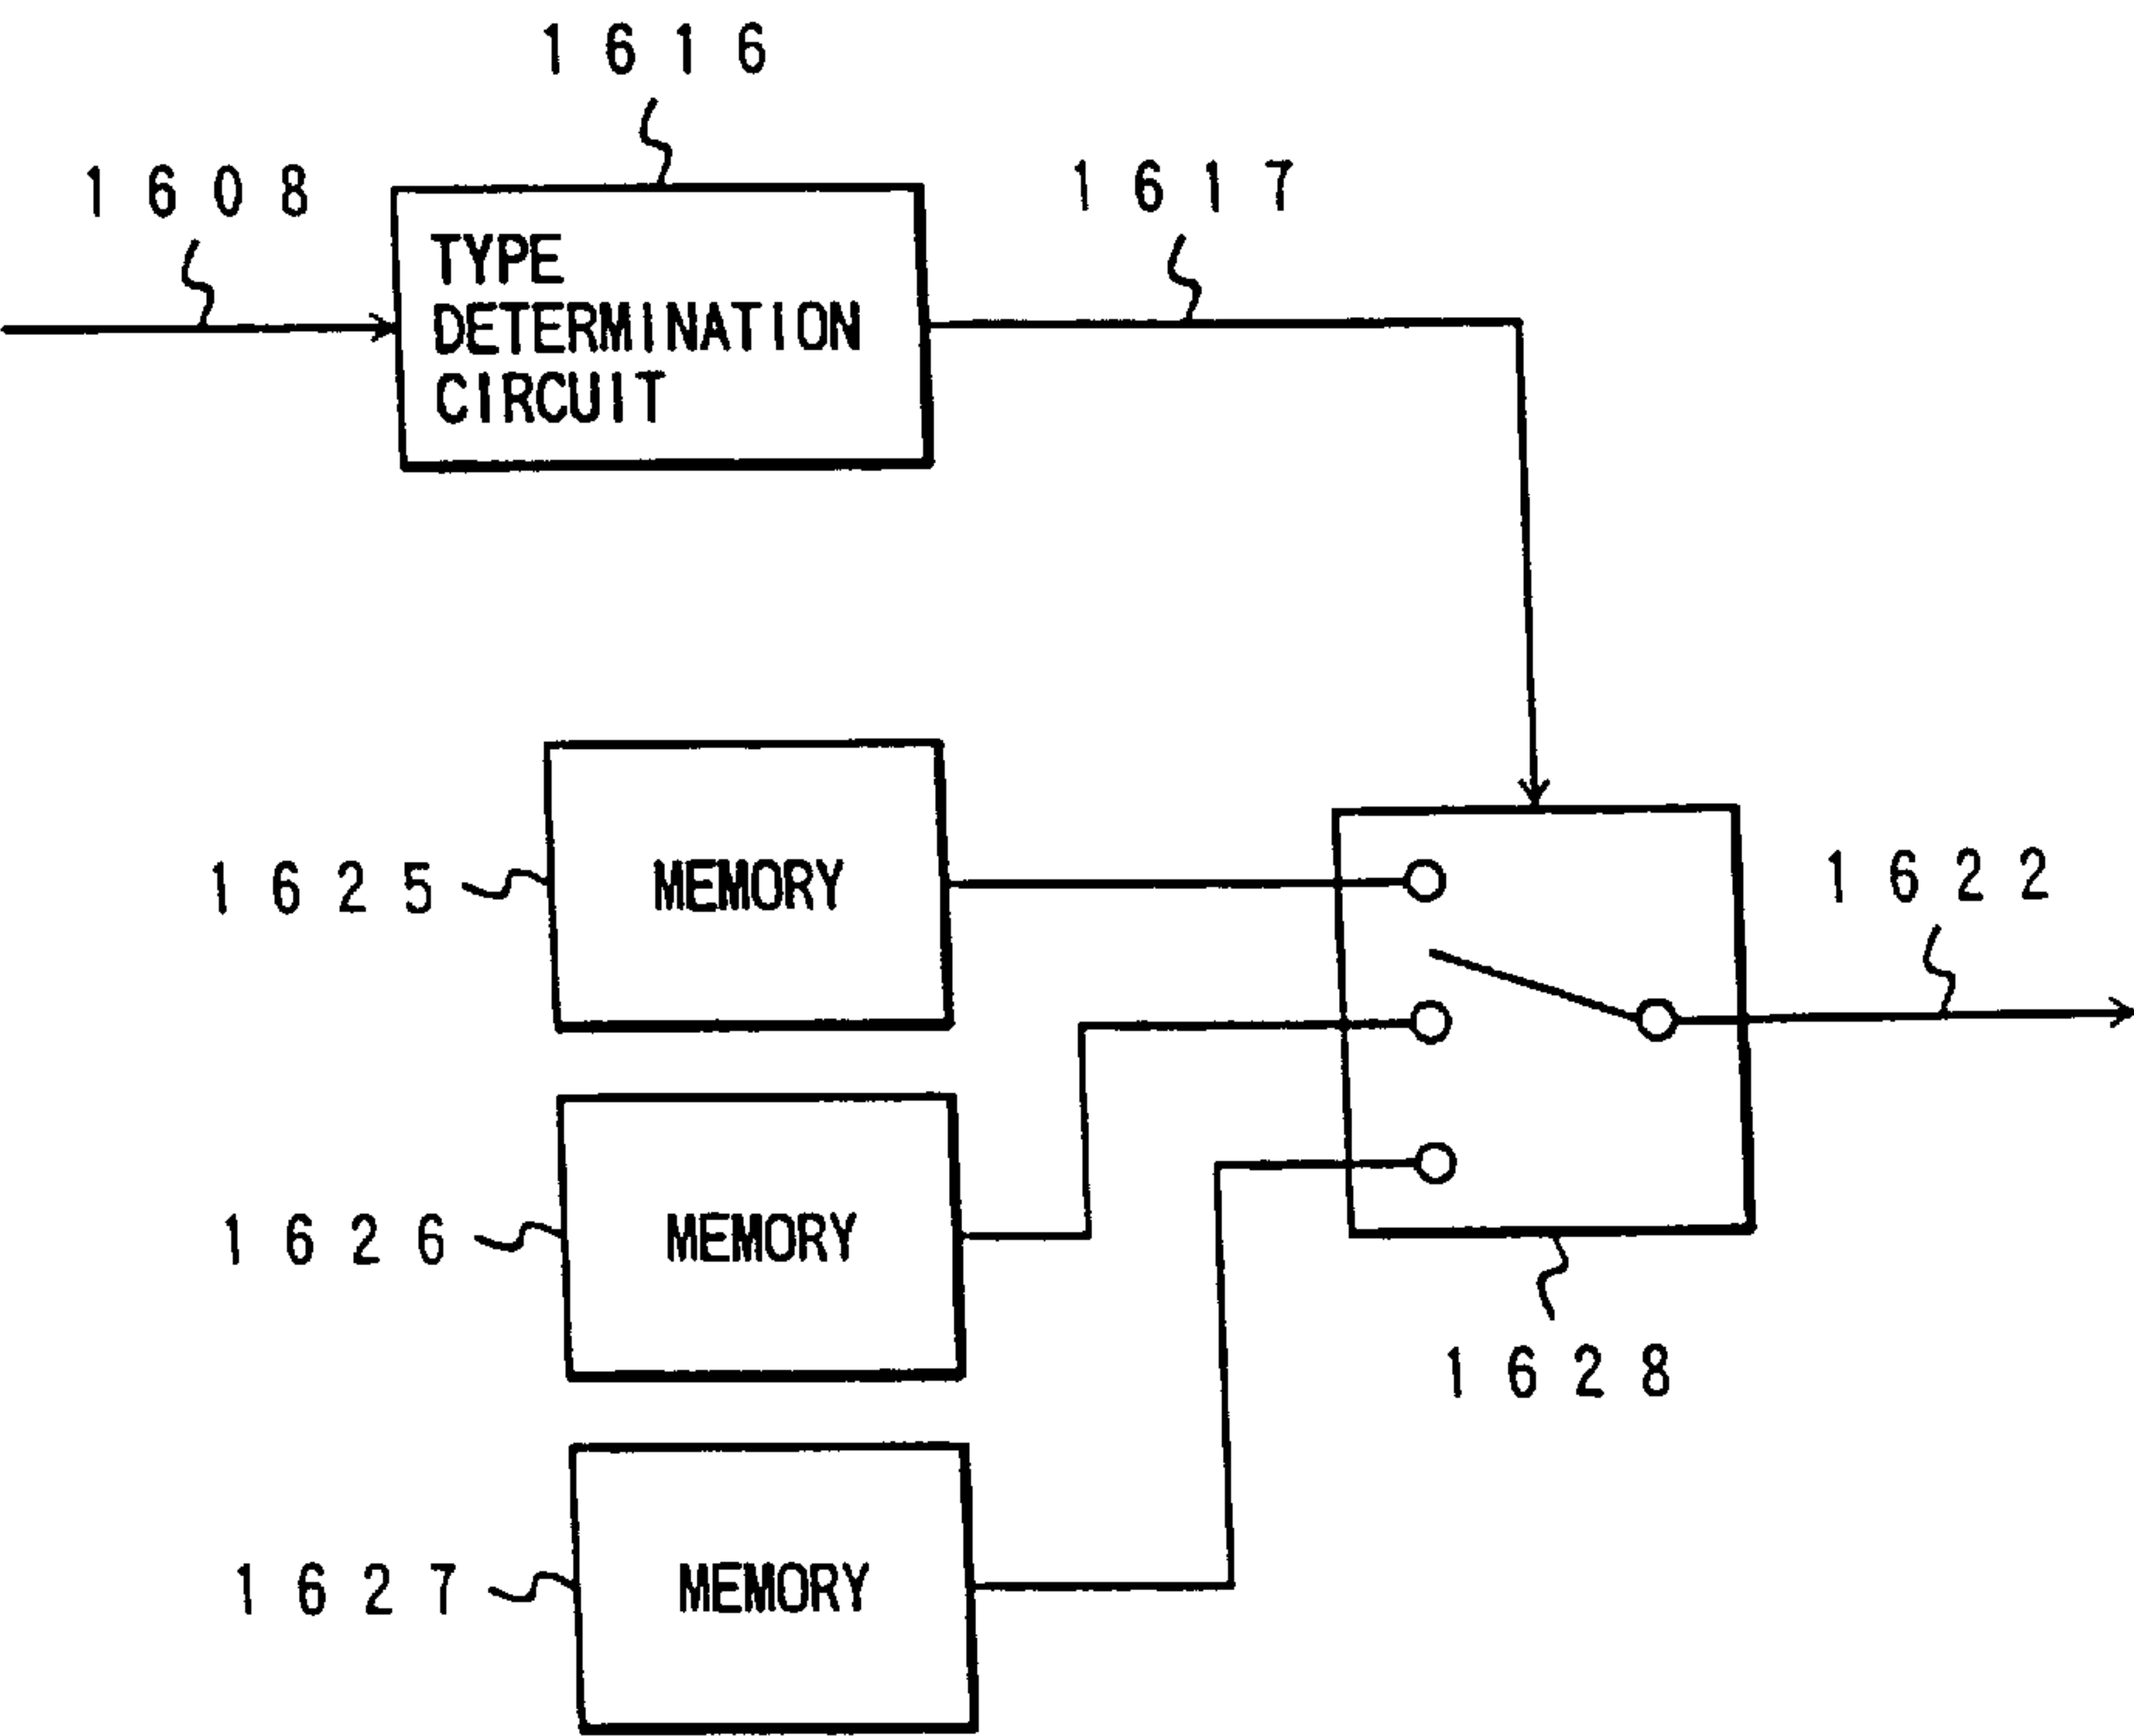 1616
1608
1617
TYPE
DETERMINATION
CIRCUIT
1625
MEMORY
1622
1626
MEMORY
1628
1627
MEMORY